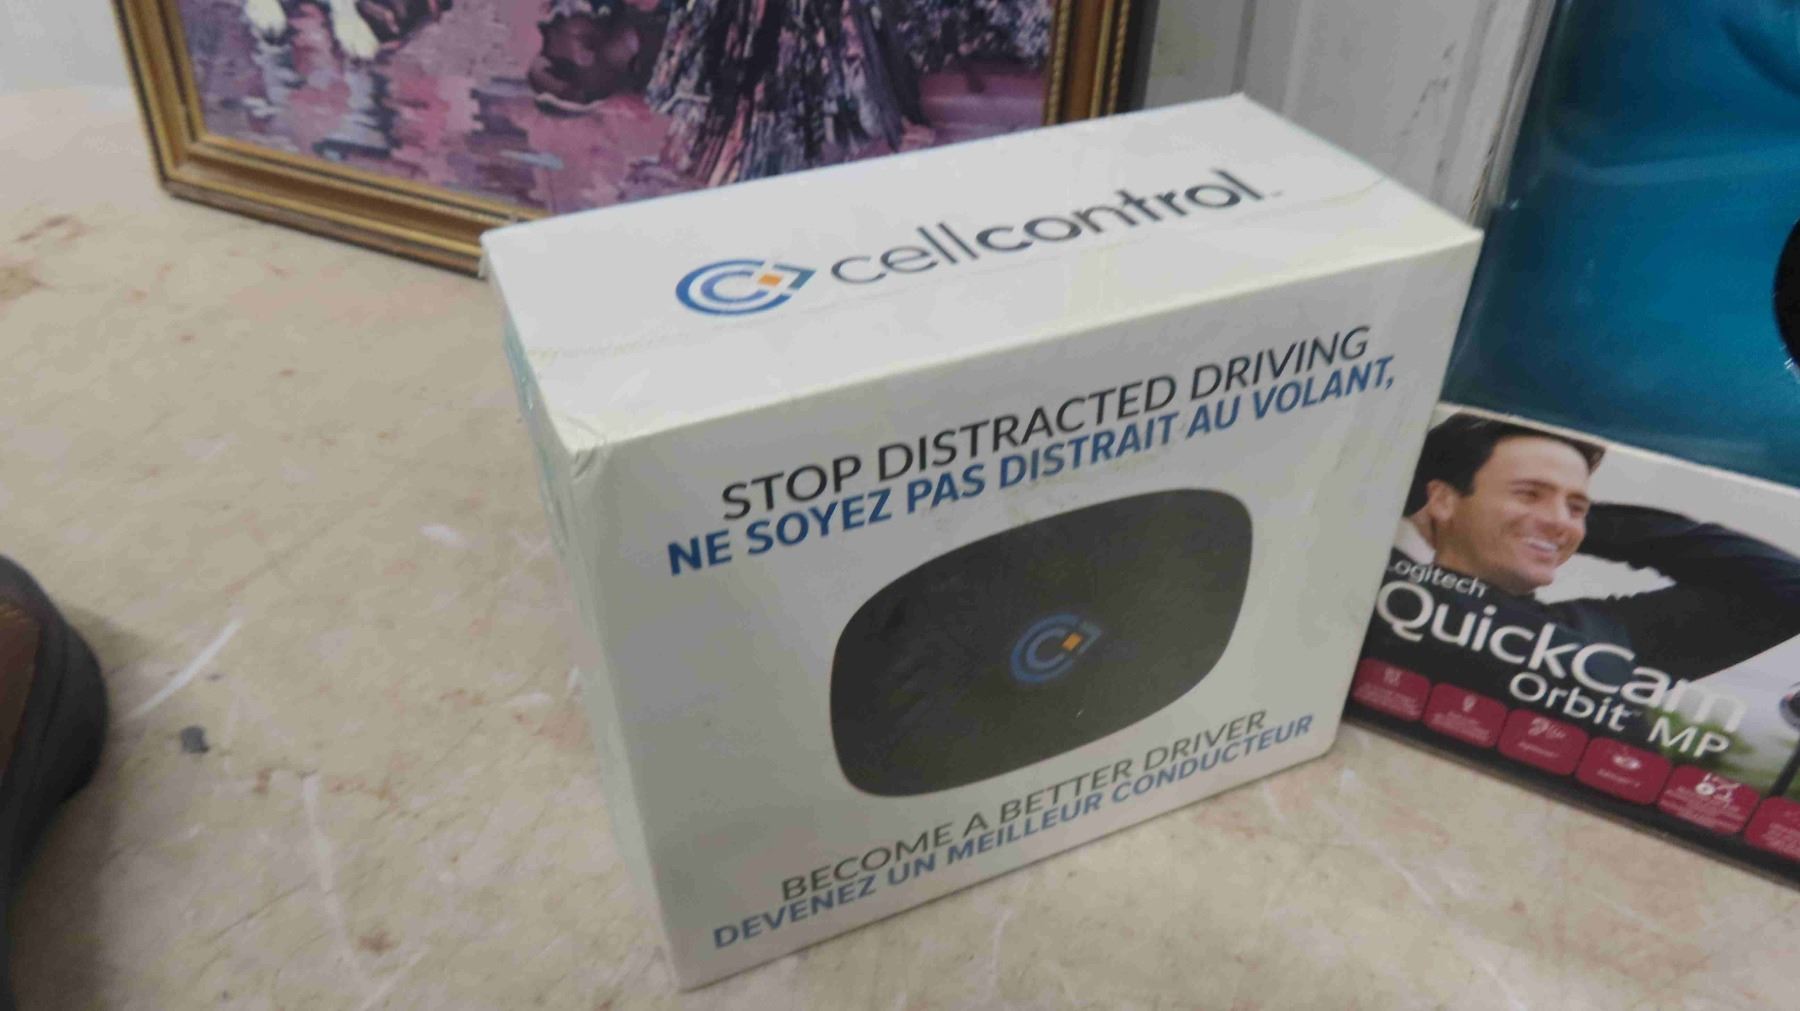 cellcontrol
STOP DISTRACTED DRIVING
NE SOYEZ PAS DISTRAIT AU VOLANT,
BECOME A BETTER DRIVER
DEVENEZ UN MEILLEUR CONDUCTEUR
Logitech
QuickCam
Orbit™ MP